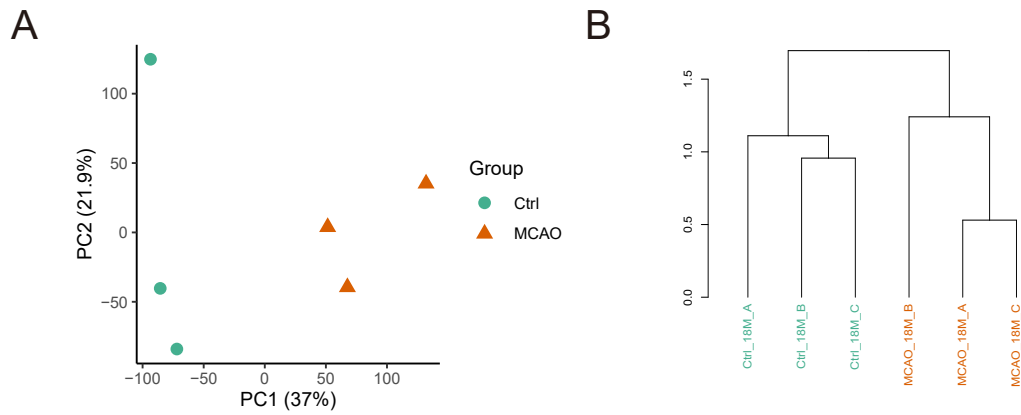 A
B
PC2 (21.9%)
100
50
0
−50
−100
−50
0
50
100
PC1 (37%)
Group
Ctrl
MCAO
1.5
1.0
0.5
0.0
Ctrl_18M_A
Ctrl_18M_B
Ctrl_18M_C
MCAO_18M_B
MCAO_18M_A
MCAO_18M_C